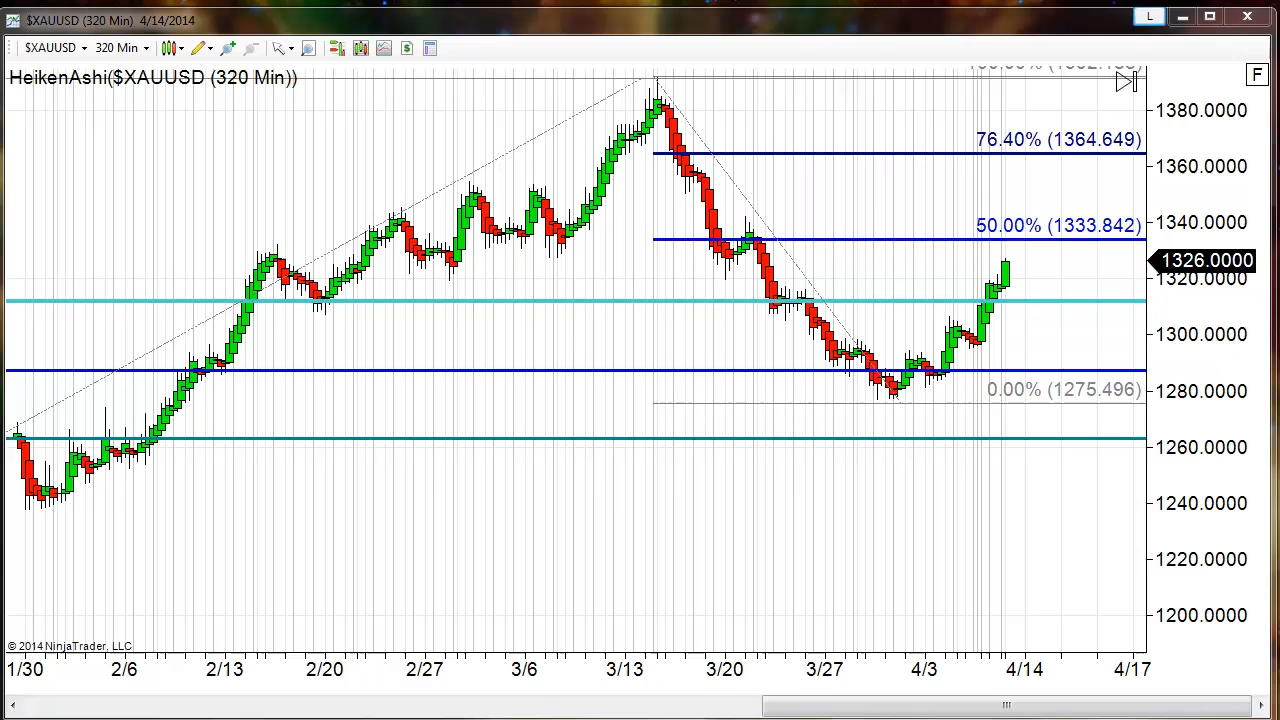 $XAUUSD (320 Min) 4/14/2014
L
$XAUUSD 320 Min
HeikenAshi($XAUUSD (320 Min))
F
1380.0000
76.40% (1364.649)
1360.0000
50.00% (1333.842)
1340.0000
1326.0000
1320.0000
1300.0000
0.00% (1275.496)
1280.0000
1260.0000
1240.0000
1220.0000
1200.0000
© 2014 NinjaTrader, LLC
1/30 2/6 2/13 2/20 2/27 3/6 3/13 3/20 3/27 4/3 4/14 4/17